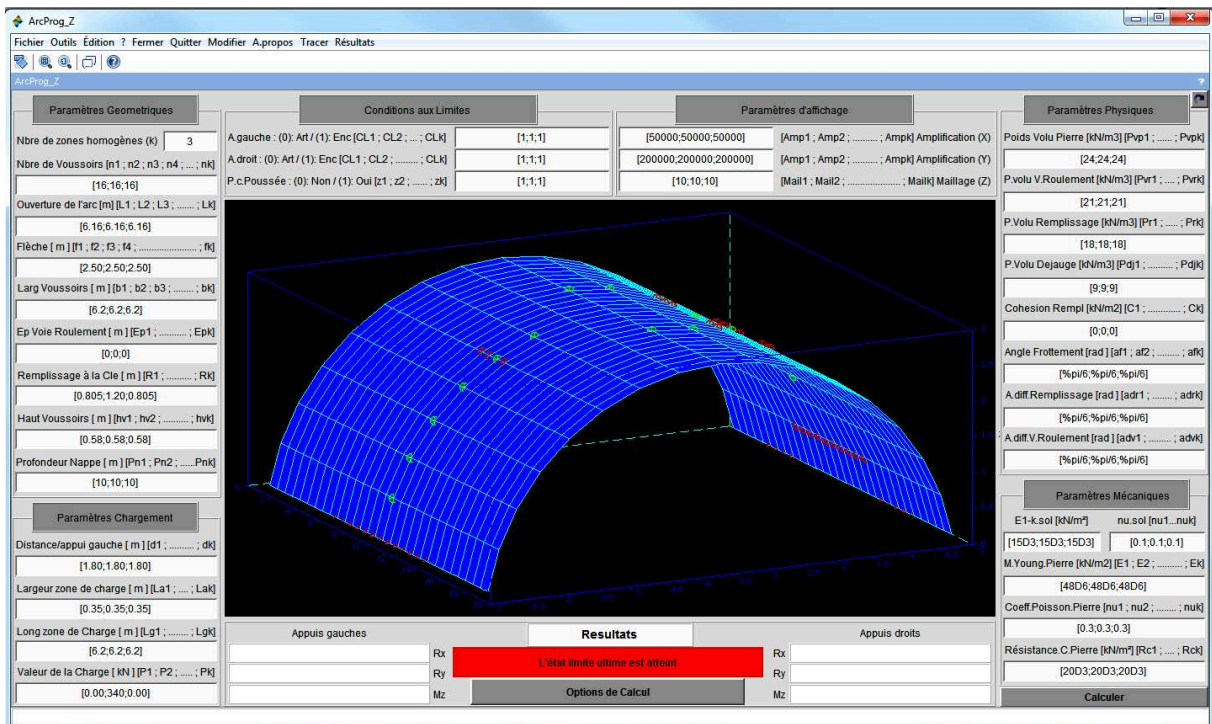 ArcProg_Z
Fichier Outils Édition ? Fermer Quitter Modifier A.propos Tracer Résultats
ArcProg_Z ?
Paramètres Geometriques
Nbre de zones homogènes (k) 3
Nbre de Voussoirs [n1 ; n2 ; n3 ; n4 ; ... ; nk]
[16;16;16]
Ouverture de l'arc [m] [L1 ; L2 ; L3 ; ....... ; Lk]
[6.16;6.16;6.16]
Flèche [ m ] [f1 ; f2 ; f3 ; f4 ; ...................... ; fk]
[2.50;2.50;2.50]
Larg Voussoirs [ m ] [b1 ; b2 ; b3 ; ........ ; bk]
[6.2;6.2;6.2]
Ep Voie Roulement [ m ] [Ep1 ; .......... ; Epk]
[0;0;0]
Remplissage à la Cle [ m ] [R1 ; ......... ; Rk]
[0.805;1.20;0.805]
Haut Voussoirs [ m ] [hv1 ; hv2 ; ......... ; hvk]
[0.58;0.58;0.58]
Profondeur Nappe [ m ] [Pn1 ; Pn2 ; ......Pnk]
[10;10;10]
Paramètres Chargement
Distance/appui gauche [ m ] [d1 ; .......... ; dk]
[1.80;1.80;1.80]
Largeur zone de charge [ m ] [La1 ; .... ; Lak]
[0.35;0.35;0.35]
Long zone de Charge [ m ] [Lg1 ; ....... ; Lgk]
[6.2;6.2;6.2]
Valeur de la Charge [ kN ] [P1 ; P2 ; ..... ; Pk]
[0.00;340;0.00]
Conditions aux Limites
A.gauche : (0): Art / (1): Enc [CL1 ; CL2 ; ... ; CLk] [1;1;1]
A.droit : (0): Art / (1): Enc [CL1 ; CL2 ; ......... ; CLk] [1;1;1]
P.c.Poussée : (0): Non / (1): Oui [z1 ; z2 ; ...... ; zk] [1;1;1]
Paramètres d'affichage
[50000;50000;50000] [Amp1 ; Amp2 ; .......... ; Ampk] Amplification (X)
[200000;200000;200000] [Amp1 ; Amp2 ; .......... ; Ampk] Amplification (Y)
[10;10;10] [Mail1 ; Mail2 ; ...................... ; Mailk] Maillage (Z)
Appuis gauches
Resultats
Appuis droits
Rx
L'état limite ultime est atteint
Rx
Ry
Ry
Mz
Options de Calcul
Mz
Paramètres Physiques
Poids Volu Pierre [kN/m3] [Pvp1 ; ...... ; Pvpk]
[24;24;24]
P.volu V.Roulement [kN/m3] [Pvr1 ; .... ; Pvrk]
[21;21;21]
P.Volu Remplissage [kN/m3] [Pr1 ; ..... ; Prk]
[18;18;18]
P.Volu Dejauge [kN/m3] [Pdj1 ; ......... ; Pdjk]
[9;9;9]
Cohesion Rempl [kN/m2] [C1 ; ............ ; Ck]
[0;0;0]
Angle Frottement [rad ] [af1 ; af2 ; ........ ; afk]
[%pi/6;%pi/6;%pi/6]
A.diff.Remplissage [rad ] [adr1 ; ....... ; adrk]
[%pi/6;%pi/6;%pi/6]
A.diff.V.Roulement [rad ] [adv1 ; ........ ; advk]
[%pi/6;%pi/6;%pi/6]
Paramètres Mécaniques
E1-k.sol [kN/m²] nu.sol [nu1...nuk]
[15D3;15D3;15D3] [0.1;0.1;0.1]
M.Young.Pierre [kN/m2] [E1 ; E2 ; .......... ; Ek]
[48D6;48D6;48D6]
Coeff.Poisson.Pierre [nu1 ; nu2 ; ........ ; nuk]
[0.3;0.3;0.3]
Résistance.C.Pierre [kN/m²] [Rc1 ; .... ; Rck]
[20D3;20D3;20D3]
Calculer